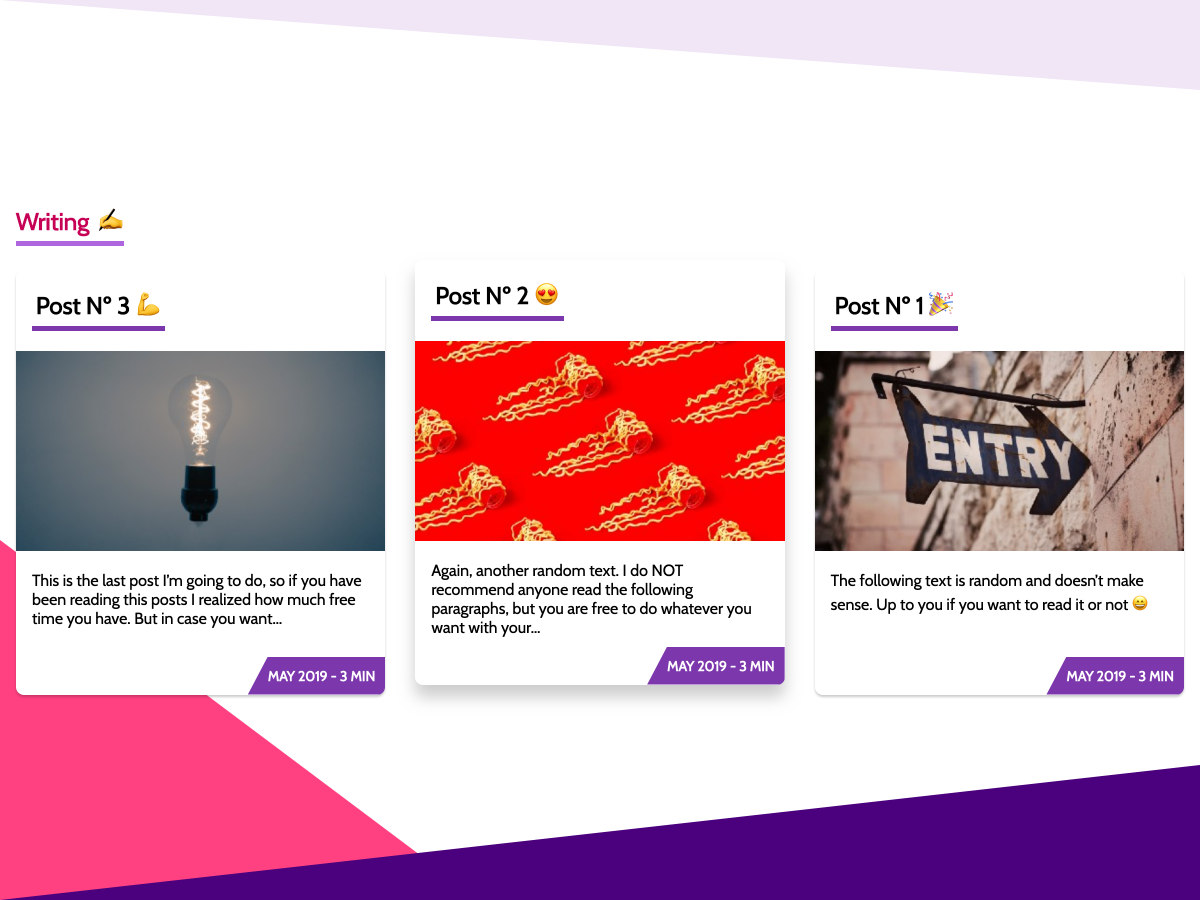 Writing ✍️
Post Nº 3 💪
This is the last post I'm going to do, so if you have
been reading this posts I realized how much free
time you have. But in case you want...
MAY 2019 - 3 MIN
Post Nº 2 😍
Again, another random text. I do NOT
recommend anyone read the following
paragraphs, but you are free to do whatever you
want with your...
MAY 2019 - 3 MIN
Post Nº 1 🎉
ENTRY
The following text is random and doesn't make
sense. Up to you if you want to read it or not 😄
MAY 2019 - 3 MIN